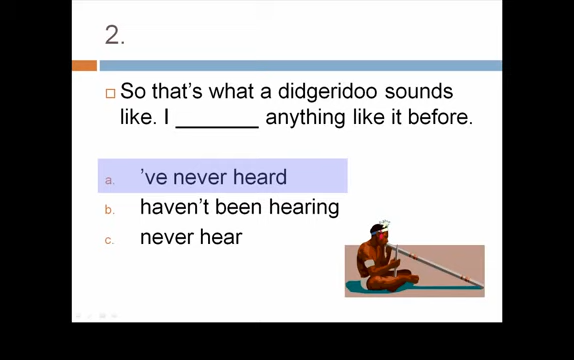 2.
So that’s what a didgeridoo sounds
like. I _______ anything like it before.
a. ’ve never heard
b. haven’t been hearing
c. never hear